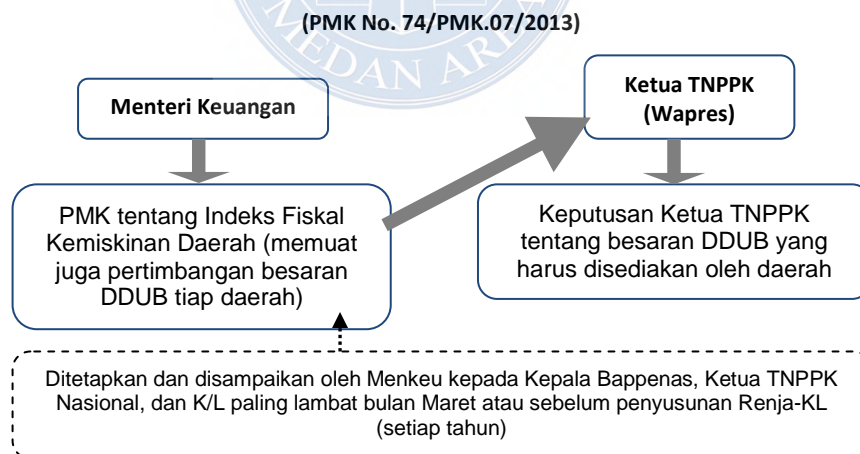 (PMK No. 74/PMK.07/2013)
MEDAN AREA
Menteri Keuangan
Ketua TNPPK
(Wapres)
PMK tentang Indeks Fiskal
Kemiskinan Daerah (memuat
juga pertimbangan besaran
DDUB tiap daerah)
Keputusan Ketua TNPPK
tentang besaran DDUB yang
harus disediakan oleh daerah
Ditetapkan dan disampaikan oleh Menkeu kepada Kepala Bappenas, Ketua TNPPK
Nasional, dan K/L paling lambat bulan Maret atau sebelum penyusunan Renja-KL
(setiap tahun)